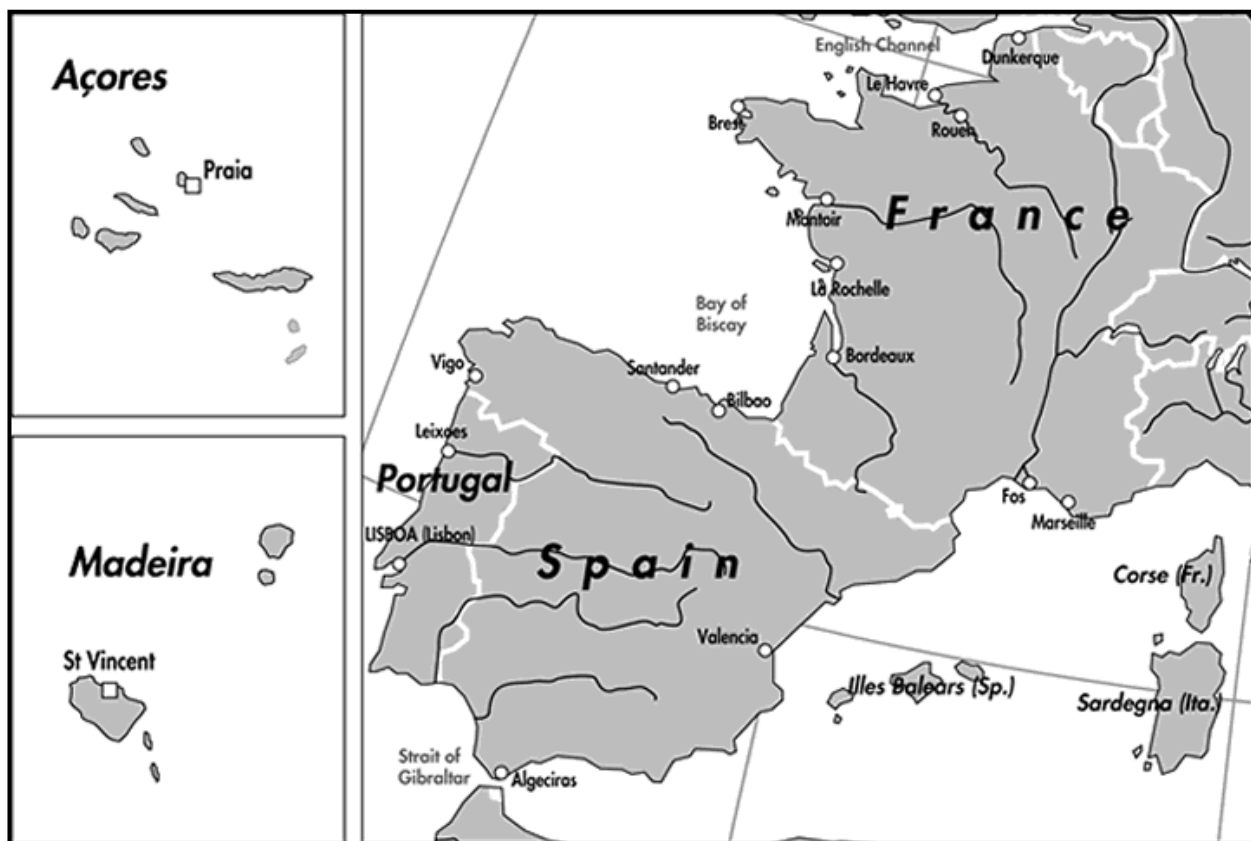 Açores
Praia
Madeira
St Vincent
English Channel
Dunkerque
Le Havre
Rouen
Brest
Mantoir
France
La Rochelle
Bay of
Biscay
Bordeaux
Vigo
Santander
Bilbao
Leixoes
Portugal
Fos
Marseille
LISBOA (Lisbon)
Spain
Corse (Fr.)
Valencia
Illes Balears (Sp.)
Sardegna (Ita.)
Strait of
Gibraltar
Algeciras